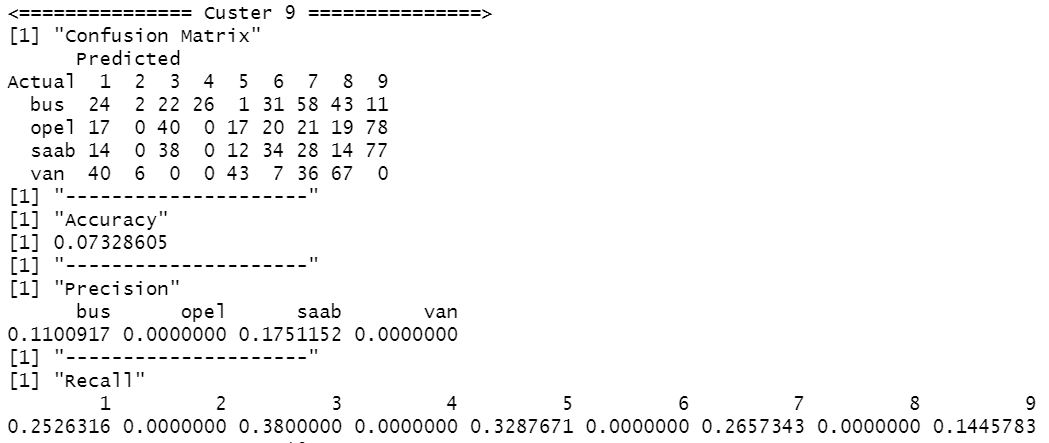 <=============== Custer 9 ===============>
[1] "Confusion Matrix"
      Predicted
Actual  1  2  3  4  5  6  7  8  9
  bus  24  2 22 26  1 31 58 43 11
  opel 17  0 40  0 17 20 21 19 78
  saab 14  0 38  0 12 34 28 14 77
  van  40  6  0  0 43  7 36 67  0
[1] "---------------------"
[1] "Accuracy"
[1] 0.07328605
[1] "---------------------"
[1] "Precision"
      bus      opel      saab       van
0.1100917 0.0000000 0.1751152 0.0000000
[1] "---------------------"
[1] "Recall"
        1         2         3         4         5         6         7         8         9
0.2526316 0.0000000 0.3800000 0.0000000 0.3287671 0.0000000 0.2657343 0.0000000 0.1445783